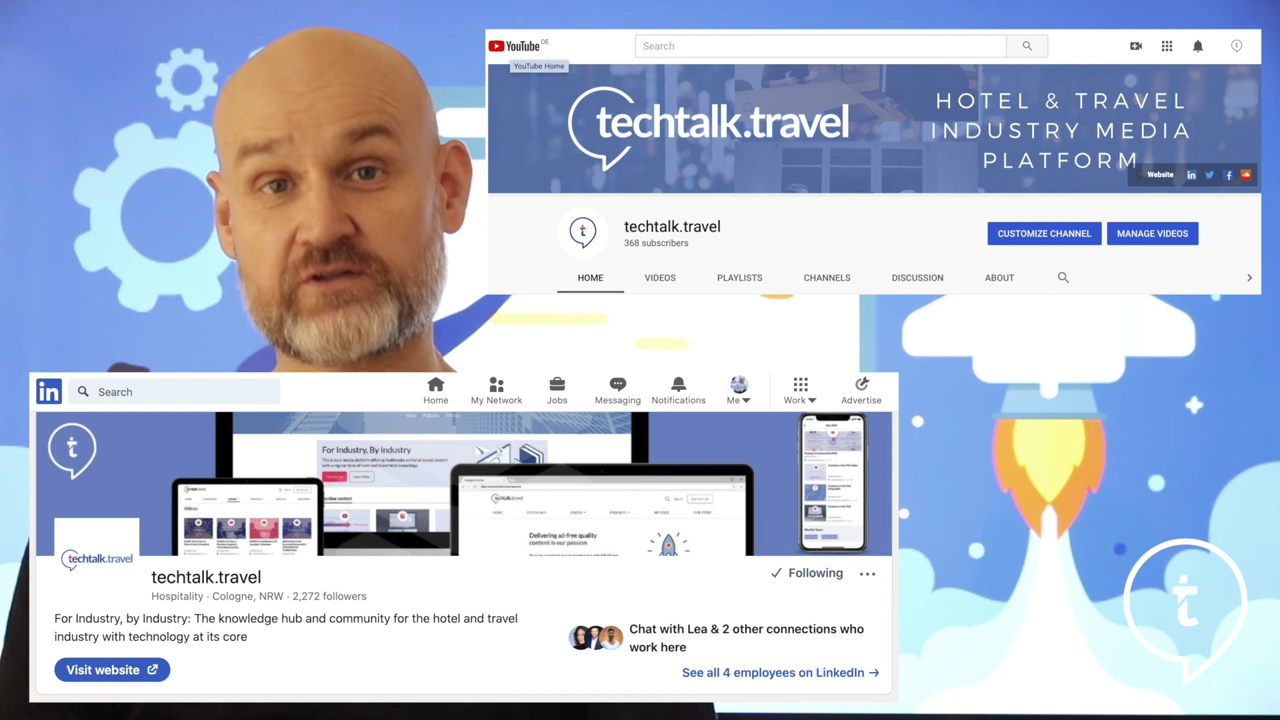 YouTube DE
Search
YouTube Home
techtalk.travel
HOTEL & TRAVEL
INDUSTRY MEDIA
PLATFORM
Website
techtalk.travel
368 subscribers
CUSTOMIZE CHANNEL
MANAGE VIDEOS
HOME
VIDEOS
PLAYLISTS
CHANNELS
DISCUSSION
ABOUT
in
Search
Home
My Network
Jobs
Messaging
Notifications
Me
Work
Advertise
t
For Industry, By Industry
techtalk.travel
Videos
Delivering ad-free quality
content is our passion
techtalk.travel
techtalk.travel
Hospitality · Cologne, NRW · 2,272 followers
For Industry, by Industry: The knowledge hub and community for the hotel and travel
industry with technology at its core
Visit website
Chat with Lea & 2 other connections who
work here
See all 4 employees on LinkedIn →
t